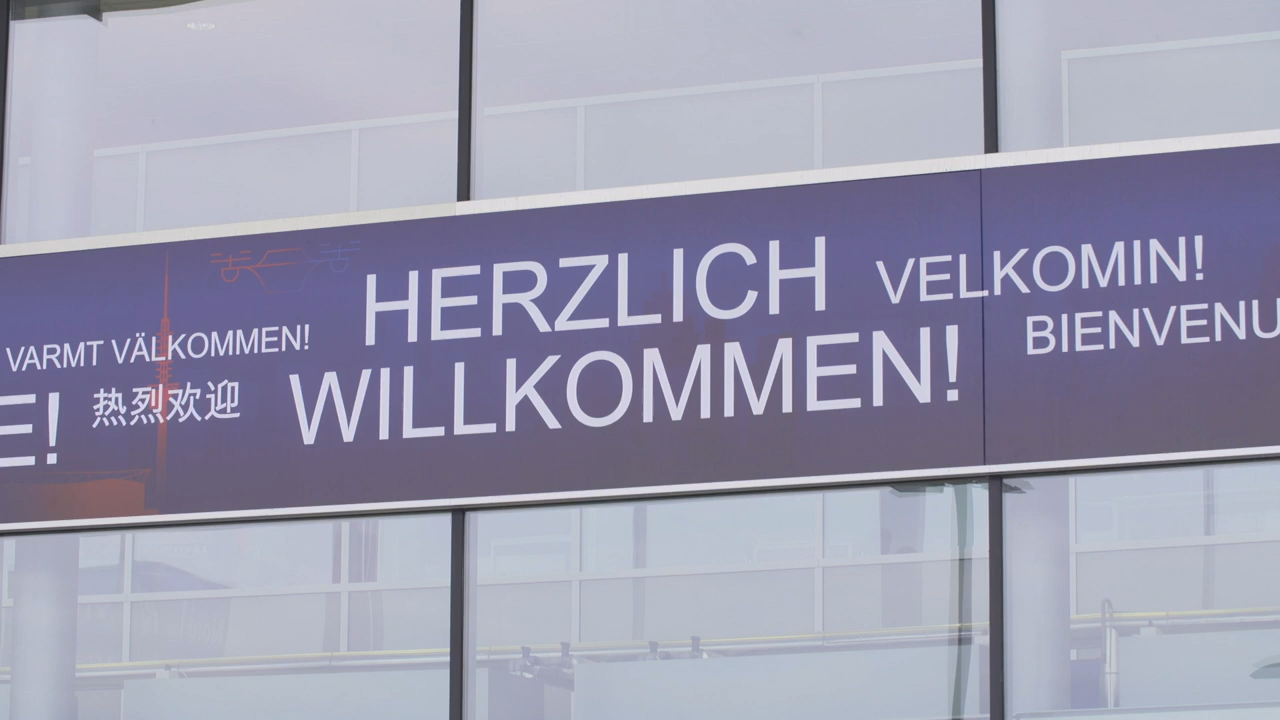 VARMT VÄLKOMMEN!
E!
热烈欢迎
HERZLICH
WILLKOMMEN!
VELKOMIN!
BIENVENU